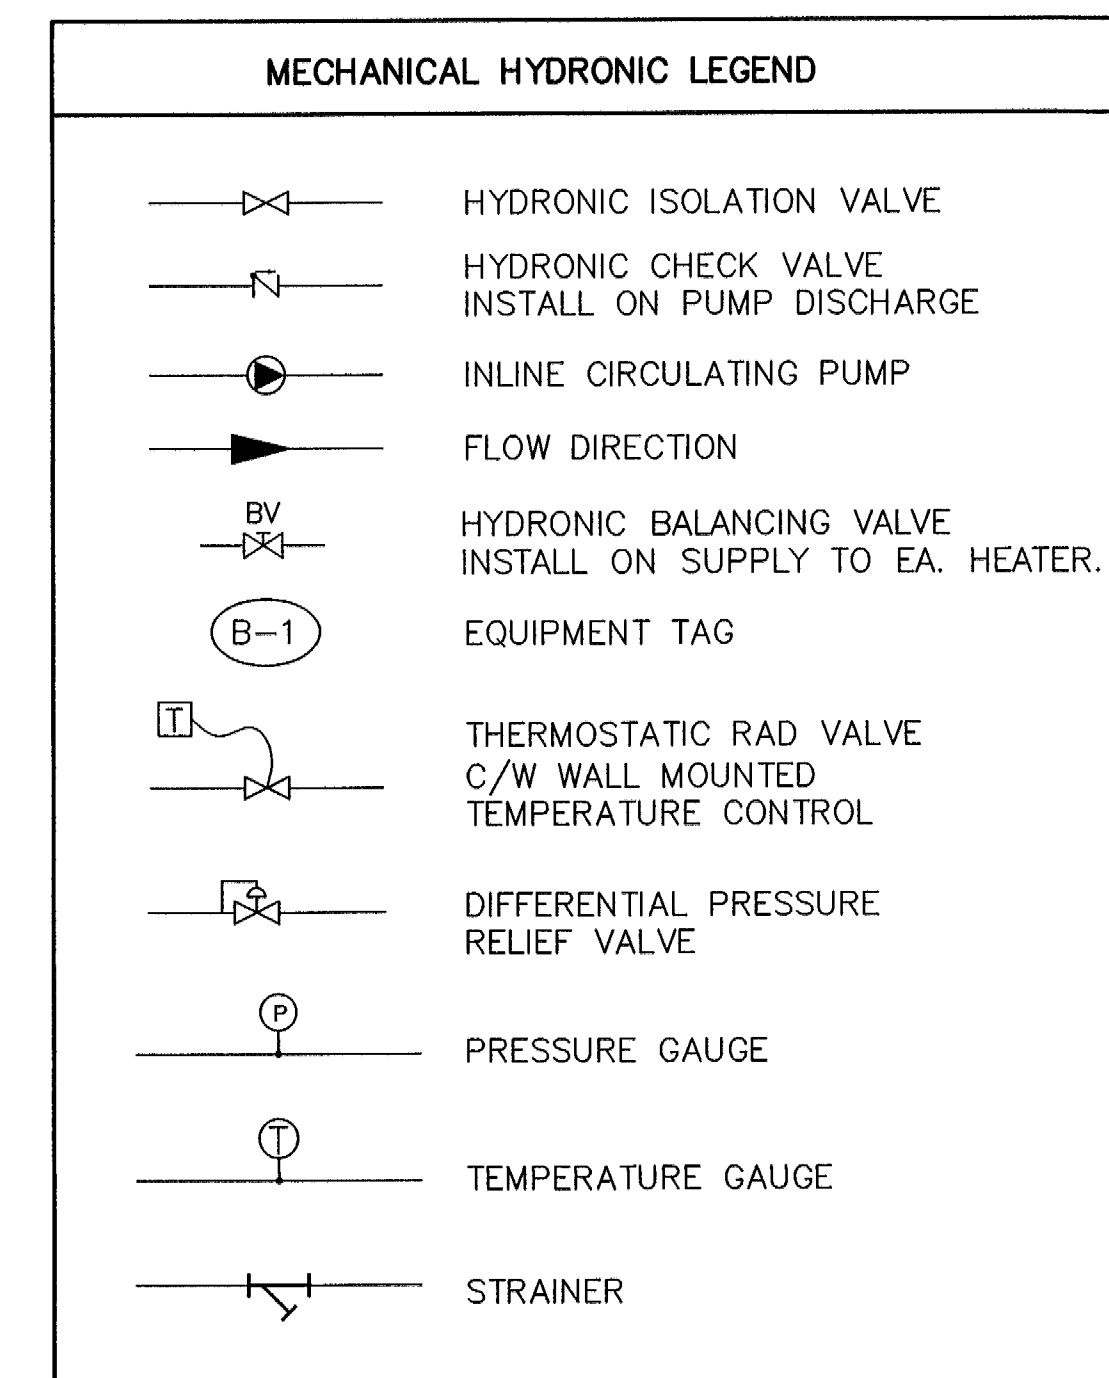 MECHANICAL HYDRONIC LEGEND
HYDRONIC ISOLATION VALVE
HYDRONIC CHECK VALVE
INSTALL ON PUMP DISCHARGE
INLINE CIRCULATING PUMP
FLOW DIRECTION
BV
HYDRONIC BALANCING VALVE
INSTALL ON SUPPLY TO EA. HEATER.
B-1
EQUIPMENT TAG
T
THERMOSTATIC RAD VALVE
C/W WALL MOUNTED
TEMPERATURE CONTROL
DIFFERENTIAL PRESSURE
RELIEF VALVE
P
PRESSURE GAUGE
T
TEMPERATURE GAUGE
STRAINER